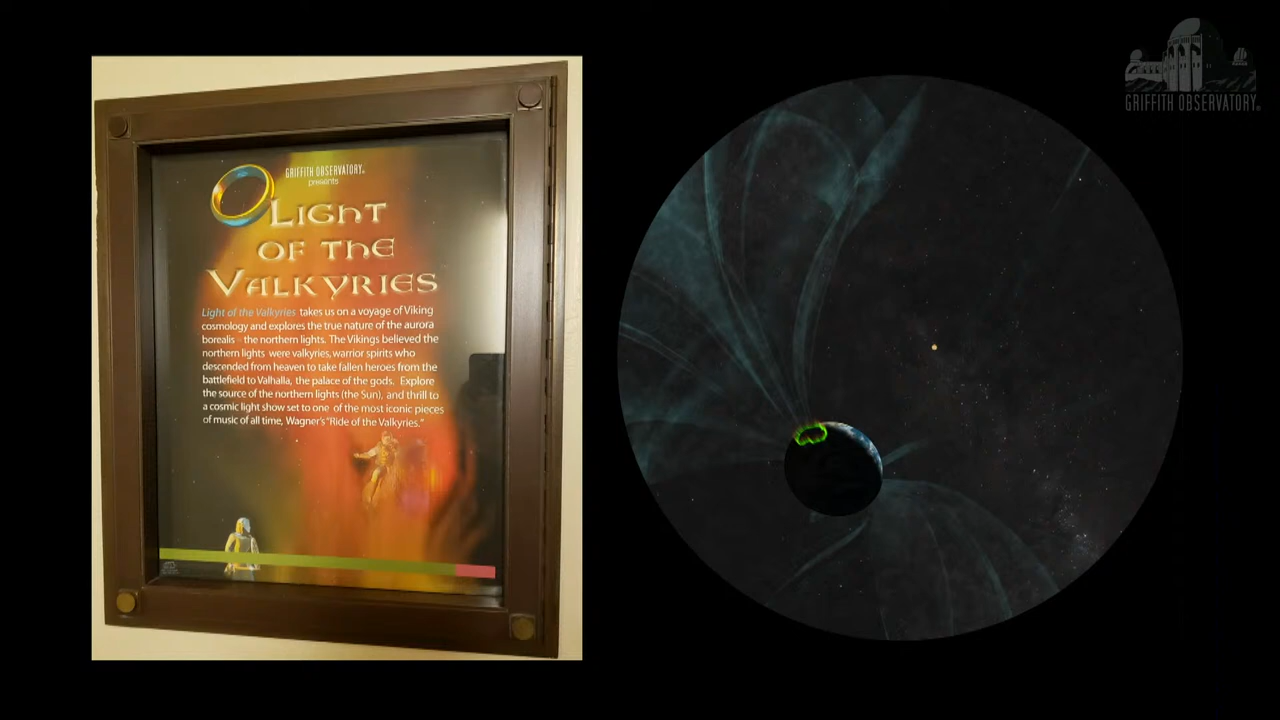 GRIFFITH OBSERVATORY
presents
LIGHT
OF THE
VALKYRIES
Light of the Valkyries takes us on a voyage of Viking
cosmology and explores the true nature of the aurora
borealis - the northern lights. The Vikings believed the
northern lights were valkyries, warrior spirits who
descended from heaven to take fallen heroes from the
battlefield to Valhalla, the palace of the gods. Explore
the source of the northern lights (the Sun), and thrill to
a cosmic light show set to one of the most iconic pieces
of music of all time, Wagner's "Ride of the Valkyries."
GRIFFITH OBSERVATORY